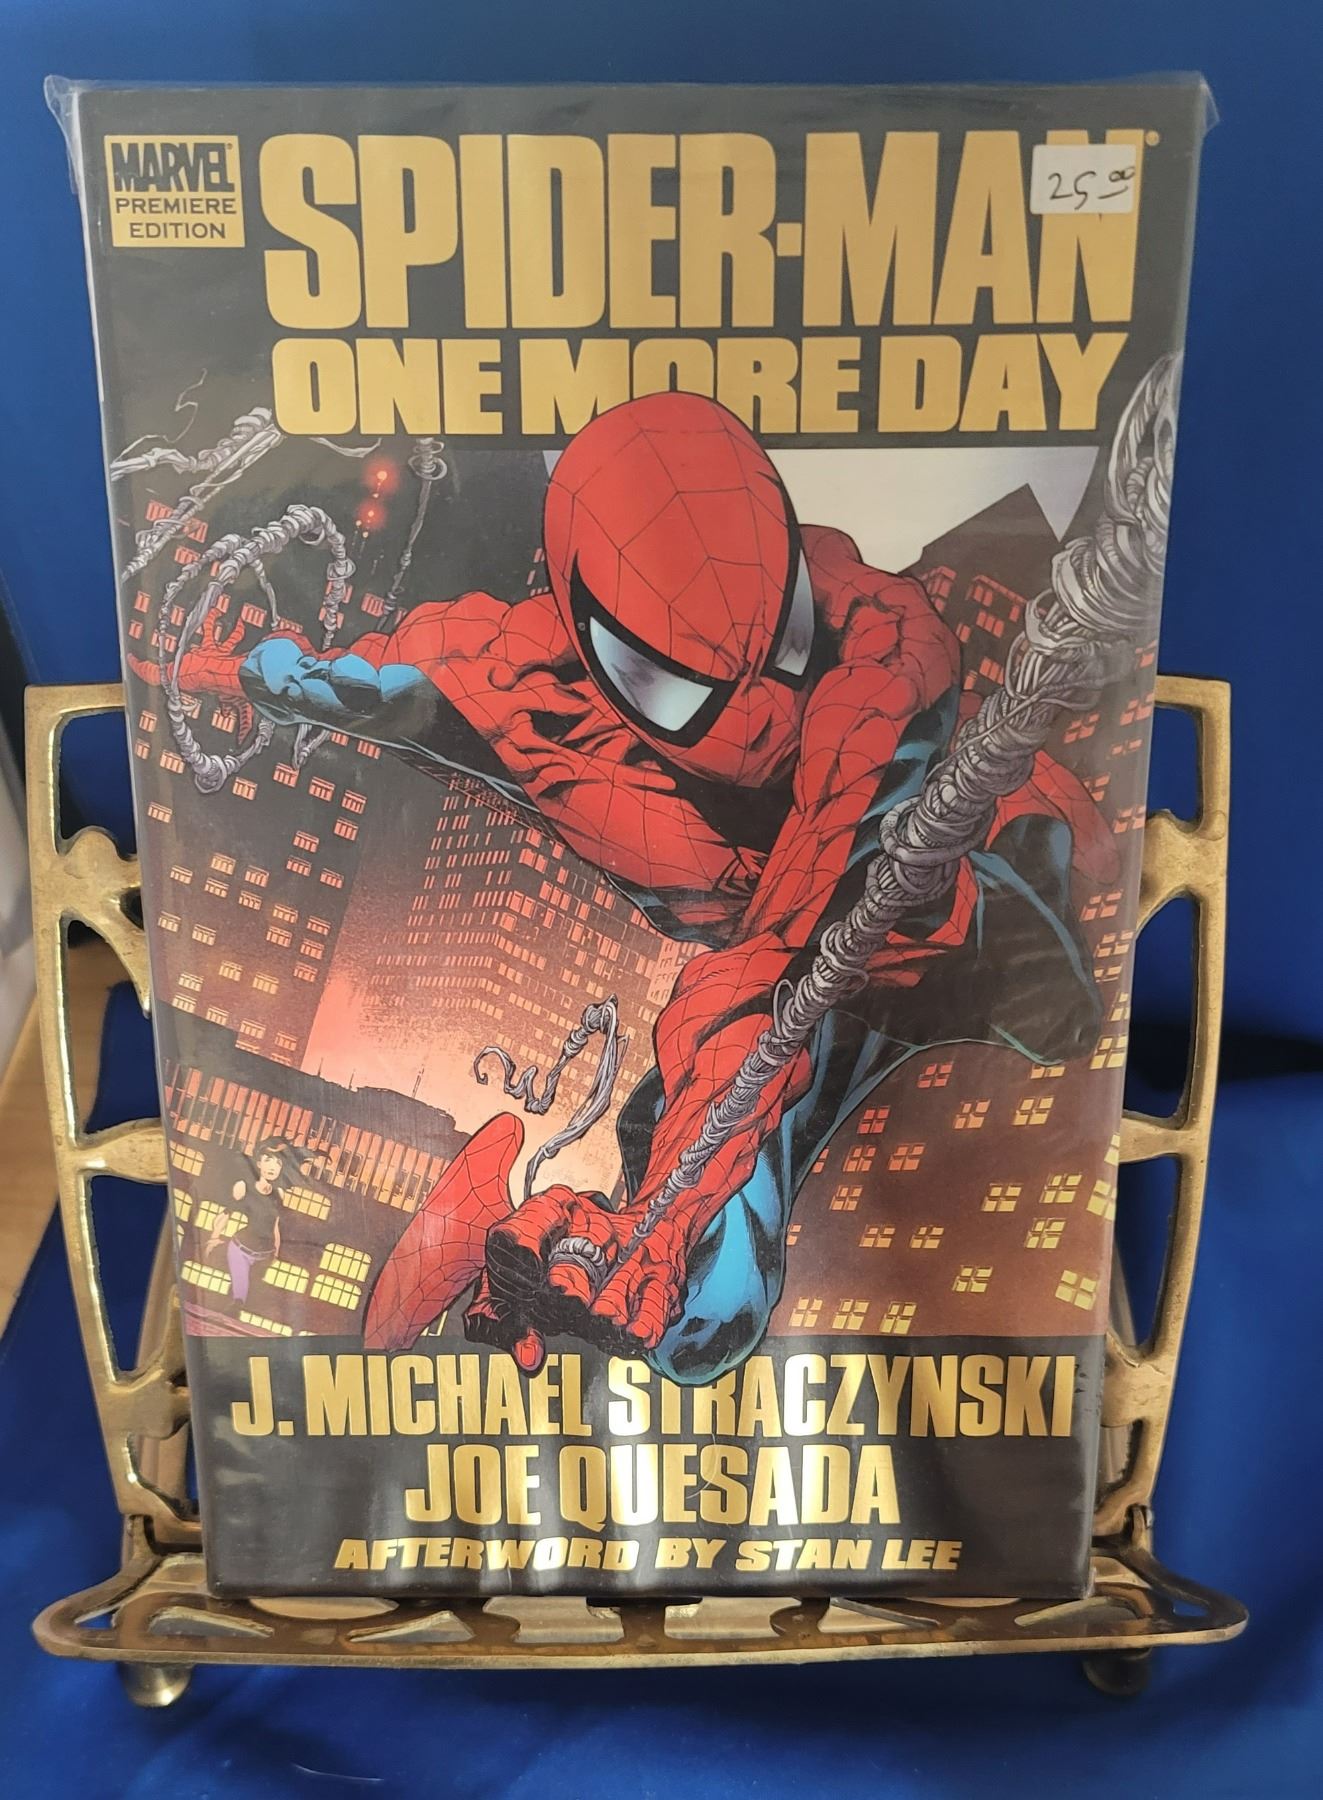 MARVEL
PREMIERE
EDITION
SPIDER-MAN®
25.00
ONE MORE DAY
J. MICHAEL STRACZYNSKI
JOE QUESADA
AFTERWORD BY STAN LEE